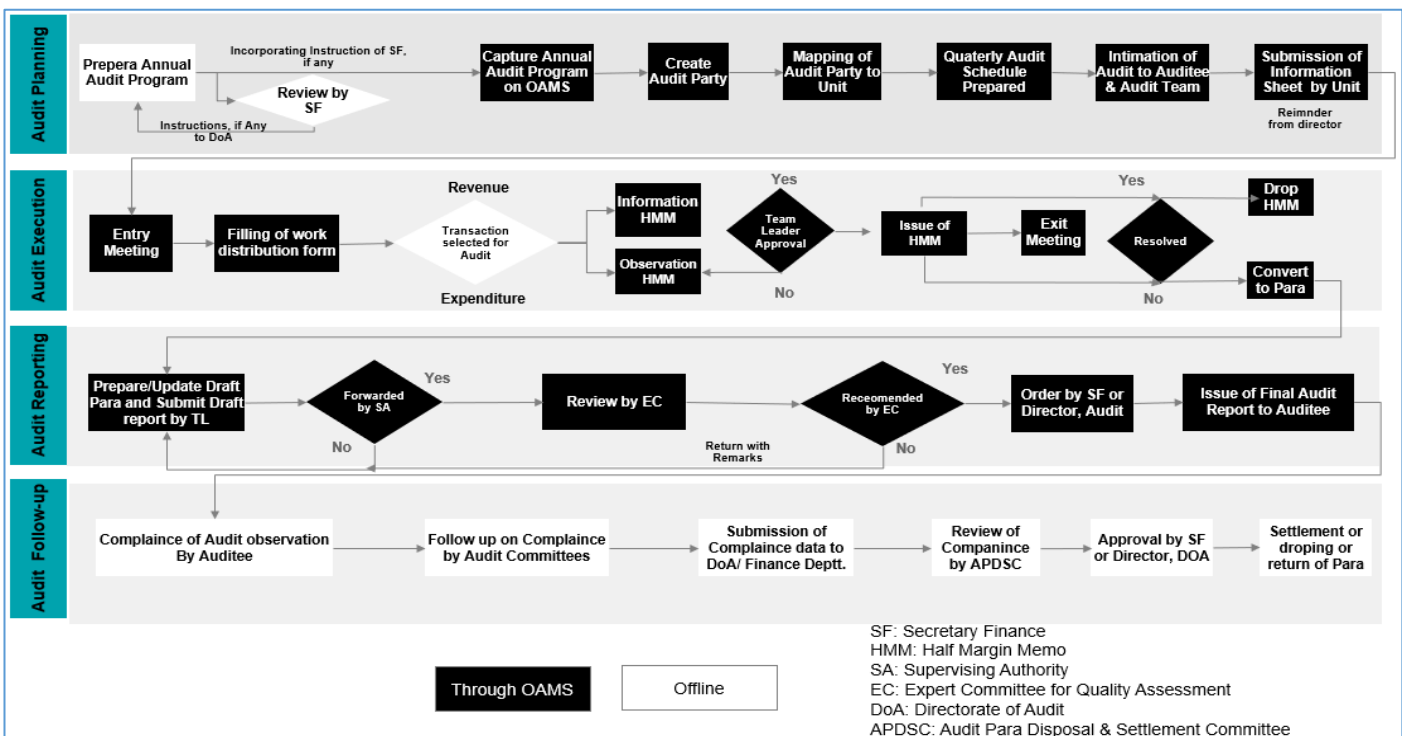 Audit Planning
Prepera Annual
Audit Program
Incorporating Instruction of SF,
if any
Review by
SF
Instructions, if Any
to DoA
Capture Annual
Audit Program
on OAMS
Create
Audit Party
Mapping of
Audit Party to
Unit
Quaterly Audit
Schedule
Prepared
Intimation of
Audit to Auditee
& Audit Team
Submission of
Information
Sheet by Unit
Reimnder
from director
Audit Execution
Entry
Meeting
Filling of work
distribution form
Revenue
Transaction
selected for
Audit
Expenditure
Information
HMM
Observation
HMM
Yes
Team
Leader
Approval
No
Issue of
HMM
Exit
Meeting
Yes
Resolved
No
Drop
HMM
Convert
to Para
Audit Reporting
Prepare/Update Draft
Para and Submit Draft
report by TL
Forwarded
by SA
Yes
No
Review by EC
Return with
Remarks
Receomended
by EC
Yes
No
Order by SF or
Director, Audit
Issue of Final Audit
Report to Auditee
Audit Follow-up
Complaince of Audit observation
By Auditee
Follow up on Complaince
by Audit Committees
Submission of
Complaince data to
DoA/ Finance Deptt.
Review of
Companince
by APDSC
Approval by SF
or Director, DOA
Settlement or
droping or
return of Para
Through OAMS
Offline
SF: Secretary Finance
HMM: Half Margin Memo
SA: Supervising Authority
EC: Expert Committee for Quality Assessment
DoA: Directorate of Audit
APDSC: Audit Para Disposal & Settlement Committee